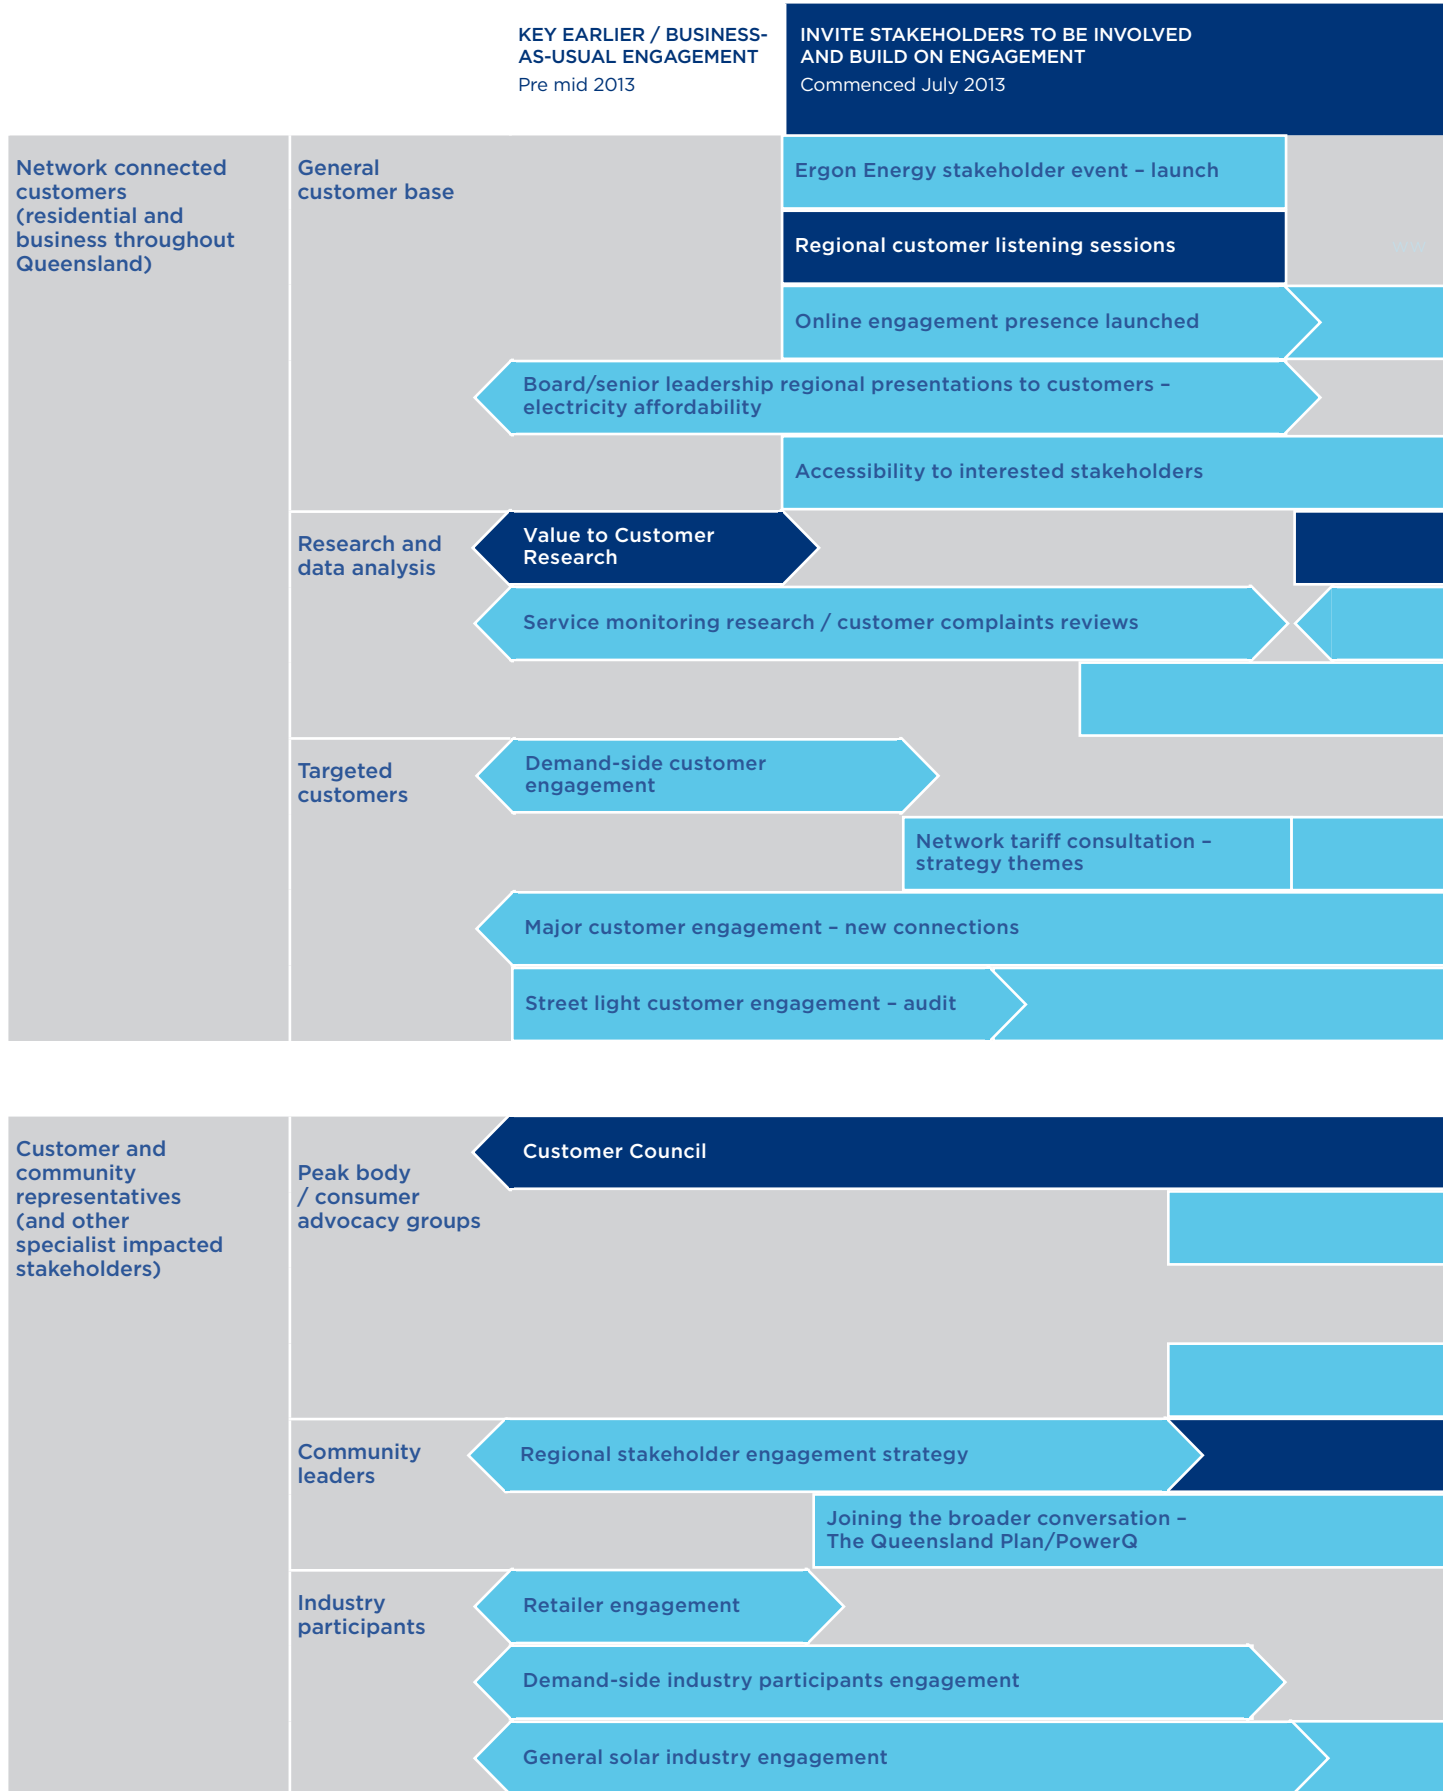 KEY EARLIER / BUSINESS-
AS-USUAL ENGAGEMENT
Pre mid 2013
INVITE STAKEHOLDERS TO BE INVOLVED
AND BUILD ON ENGAGEMENT
Commenced July 2013
Network connected
customers
(residential and
business throughout
Queensland)
General
customer base
Ergon Energy stakeholder event – launch
Regional customer listening sessions
Online engagement presence launched
Board/senior leadership regional presentations to customers –
electricity affordability
Accessibility to interested stakeholders
Research and
data analysis
Value to Customer
Research
Service monitoring research / customer complaints reviews
Targeted
customers
Demand-side customer
engagement
Network tariff consultation –
strategy themes
Major customer engagement – new connections
Street light customer engagement – audit
Customer and
community
representatives
(and other
specialist impacted
stakeholders)
Peak body
/ consumer
advocacy groups
Customer Council
Community
leaders
Regional stakeholder engagement strategy
Joining the broader conversation –
The Queensland Plan/PowerQ
Industry
participants
Retailer engagement
Demand-side industry participants engagement
General solar industry engagement